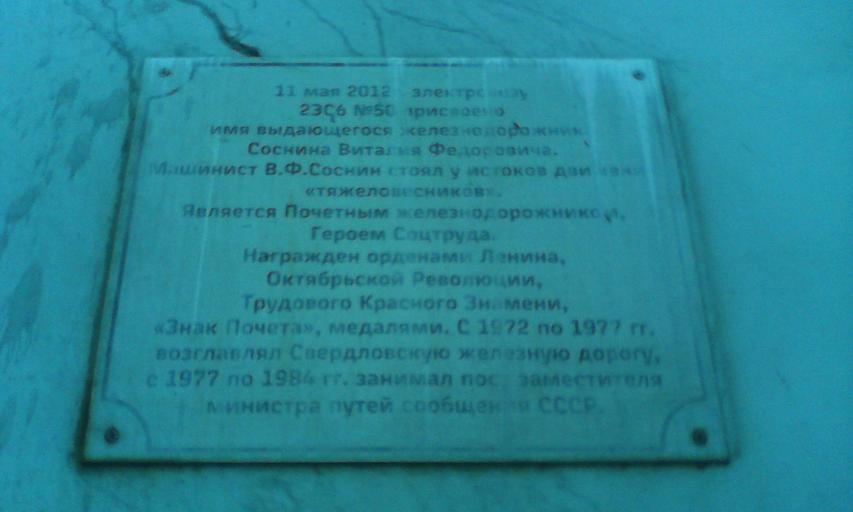 11 мая 2012 г. электровозу
2ЭС6 №50 присвоено
имя выдающегося железнодорожника
Соснина Виталия Федоровича.
Машинист В.Ф.Соснин стоял у истоков движения
«тяжеловесников».
Является Почетным железнодорожником,
Героем Соцтруда.
Награжден орденами Ленина,
Октябрьской Революции,
Трудового Красного Знамени,
«Знак Почета», медалями. С 1972 по 1977 гг.
возглавлял Свердловскую железную дорогу,
с 1977 по 1984 гг. занимал пост заместителя
министра путей сообщения СССР.